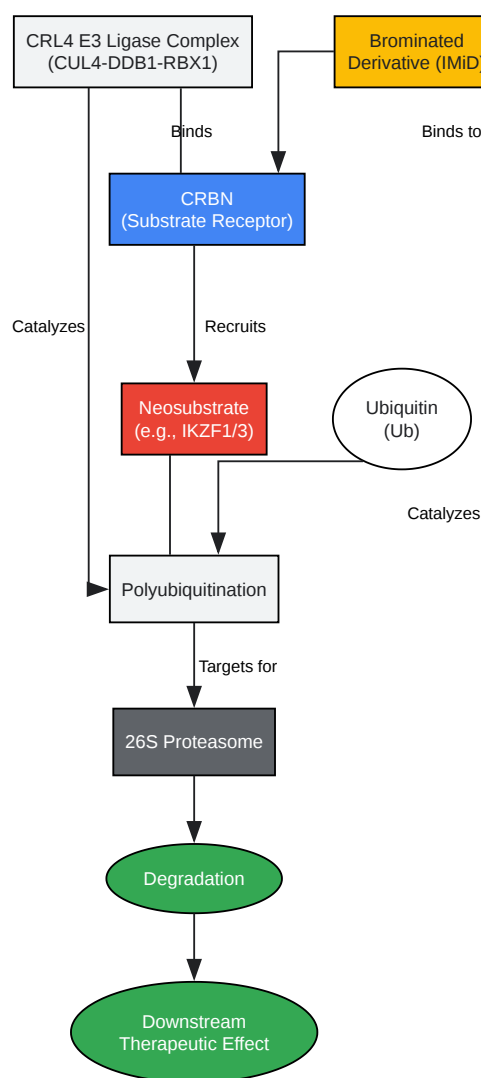 CRL4 E3 Ligase Complex
(CUL4-DDB1-RBX1)
Brominated
Derivative (IMiD)
Binds
Binds to
CRBN
(Substrate Receptor)
Catalyzes
Recruits
Neosubstrate
(e.g., IKZF1/3)
Ubiquitin
(Ub)
Catalyzes
Polyubiquitination
Targets for
26S Proteasome
Degradation
Downstream
Therapeutic Effect